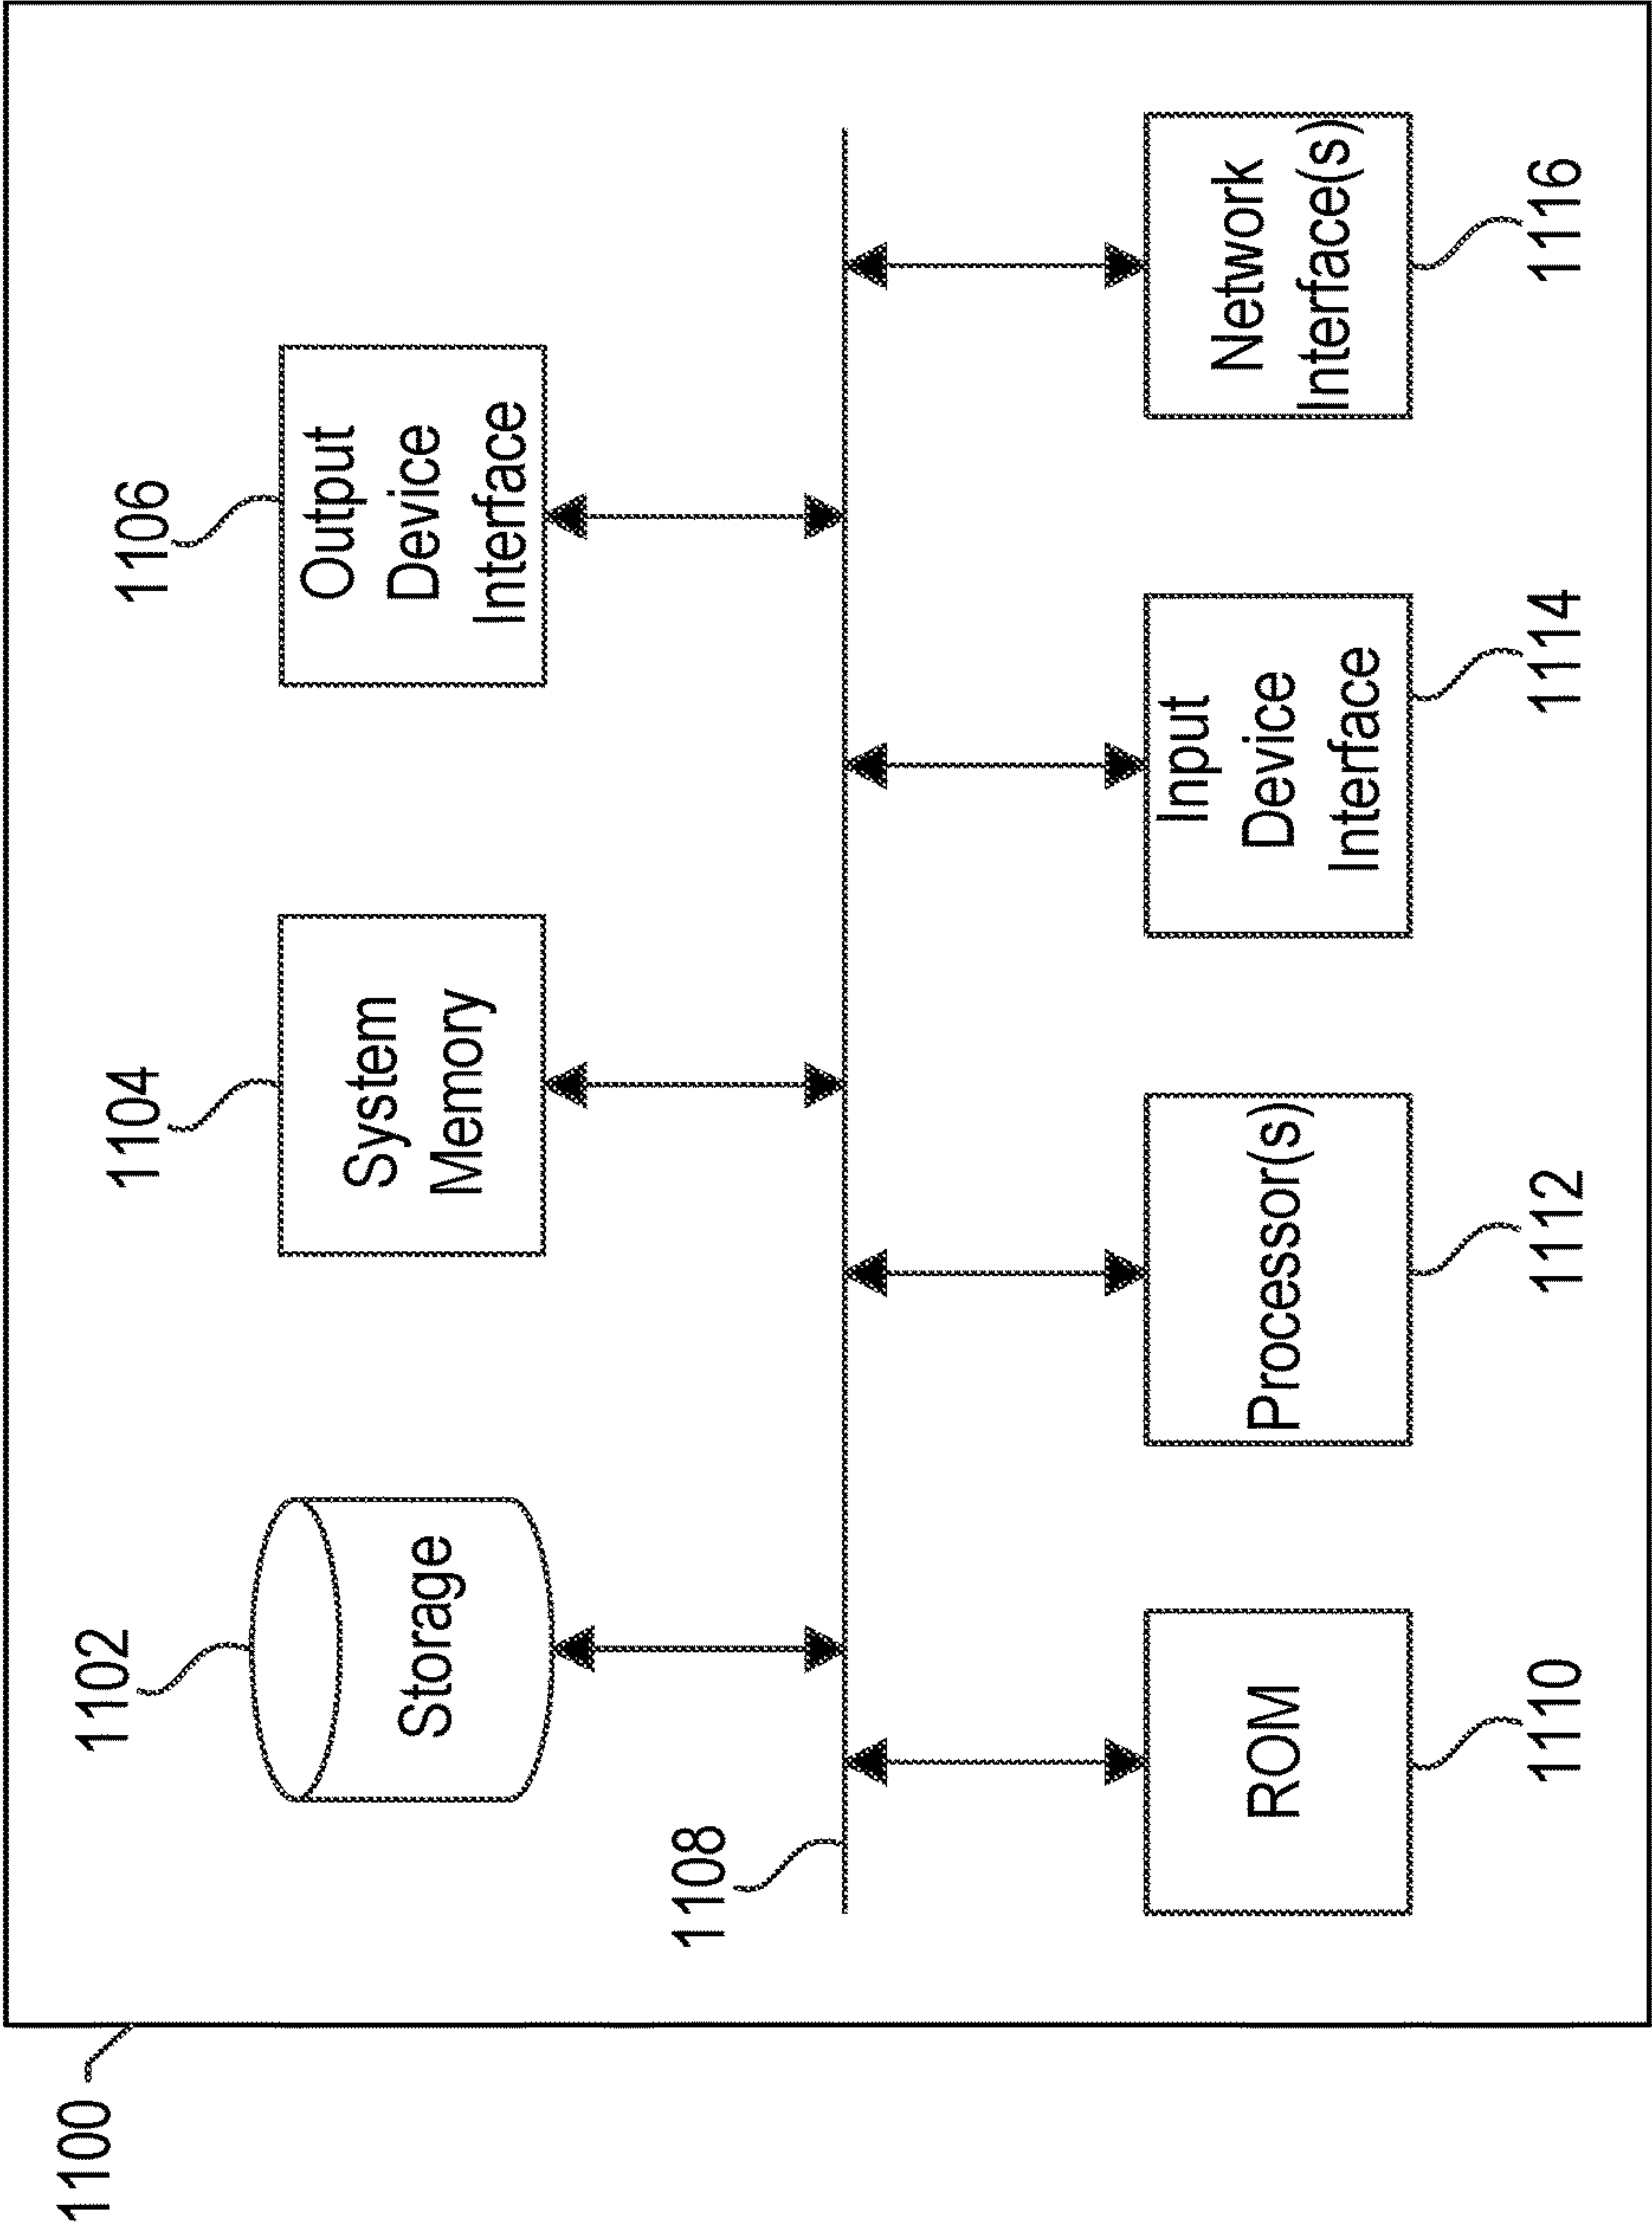 1100
1102
Storage
1104
System
Memory
1106
Output
Device
Interface
1108
ROM
1110
Processor(s)
1112
Input
Device
Interface
1114
Network
Interface(s)
1116